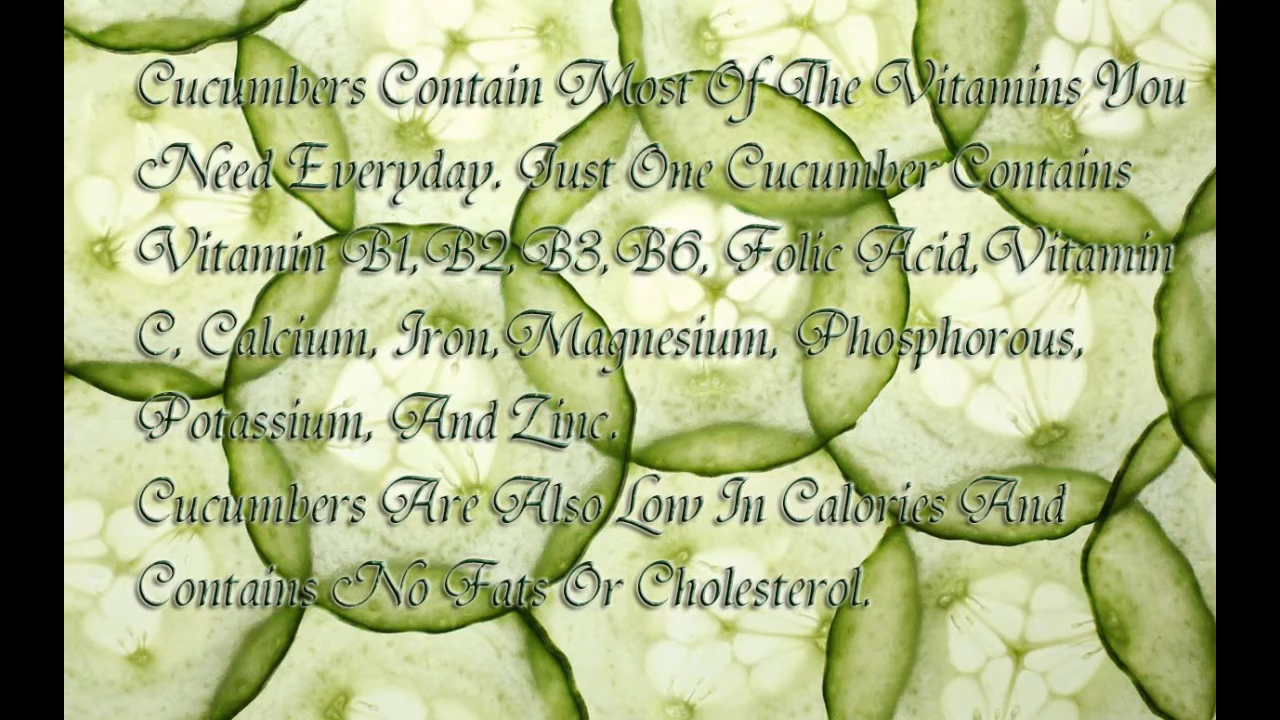 Cucumbers Contain Most Of The Vitamins You
Need Everyday. Just One Cucumber Contains
Vitamin B1,B2,B3,B6, Folic Acid,Vitamin
C, Calcium, Iron,Magnesium, Phosphorous,
Potassium, And Zinc.
Cucumbers Are Also Low In Calories And
Contains No Fats Or Cholesterol.